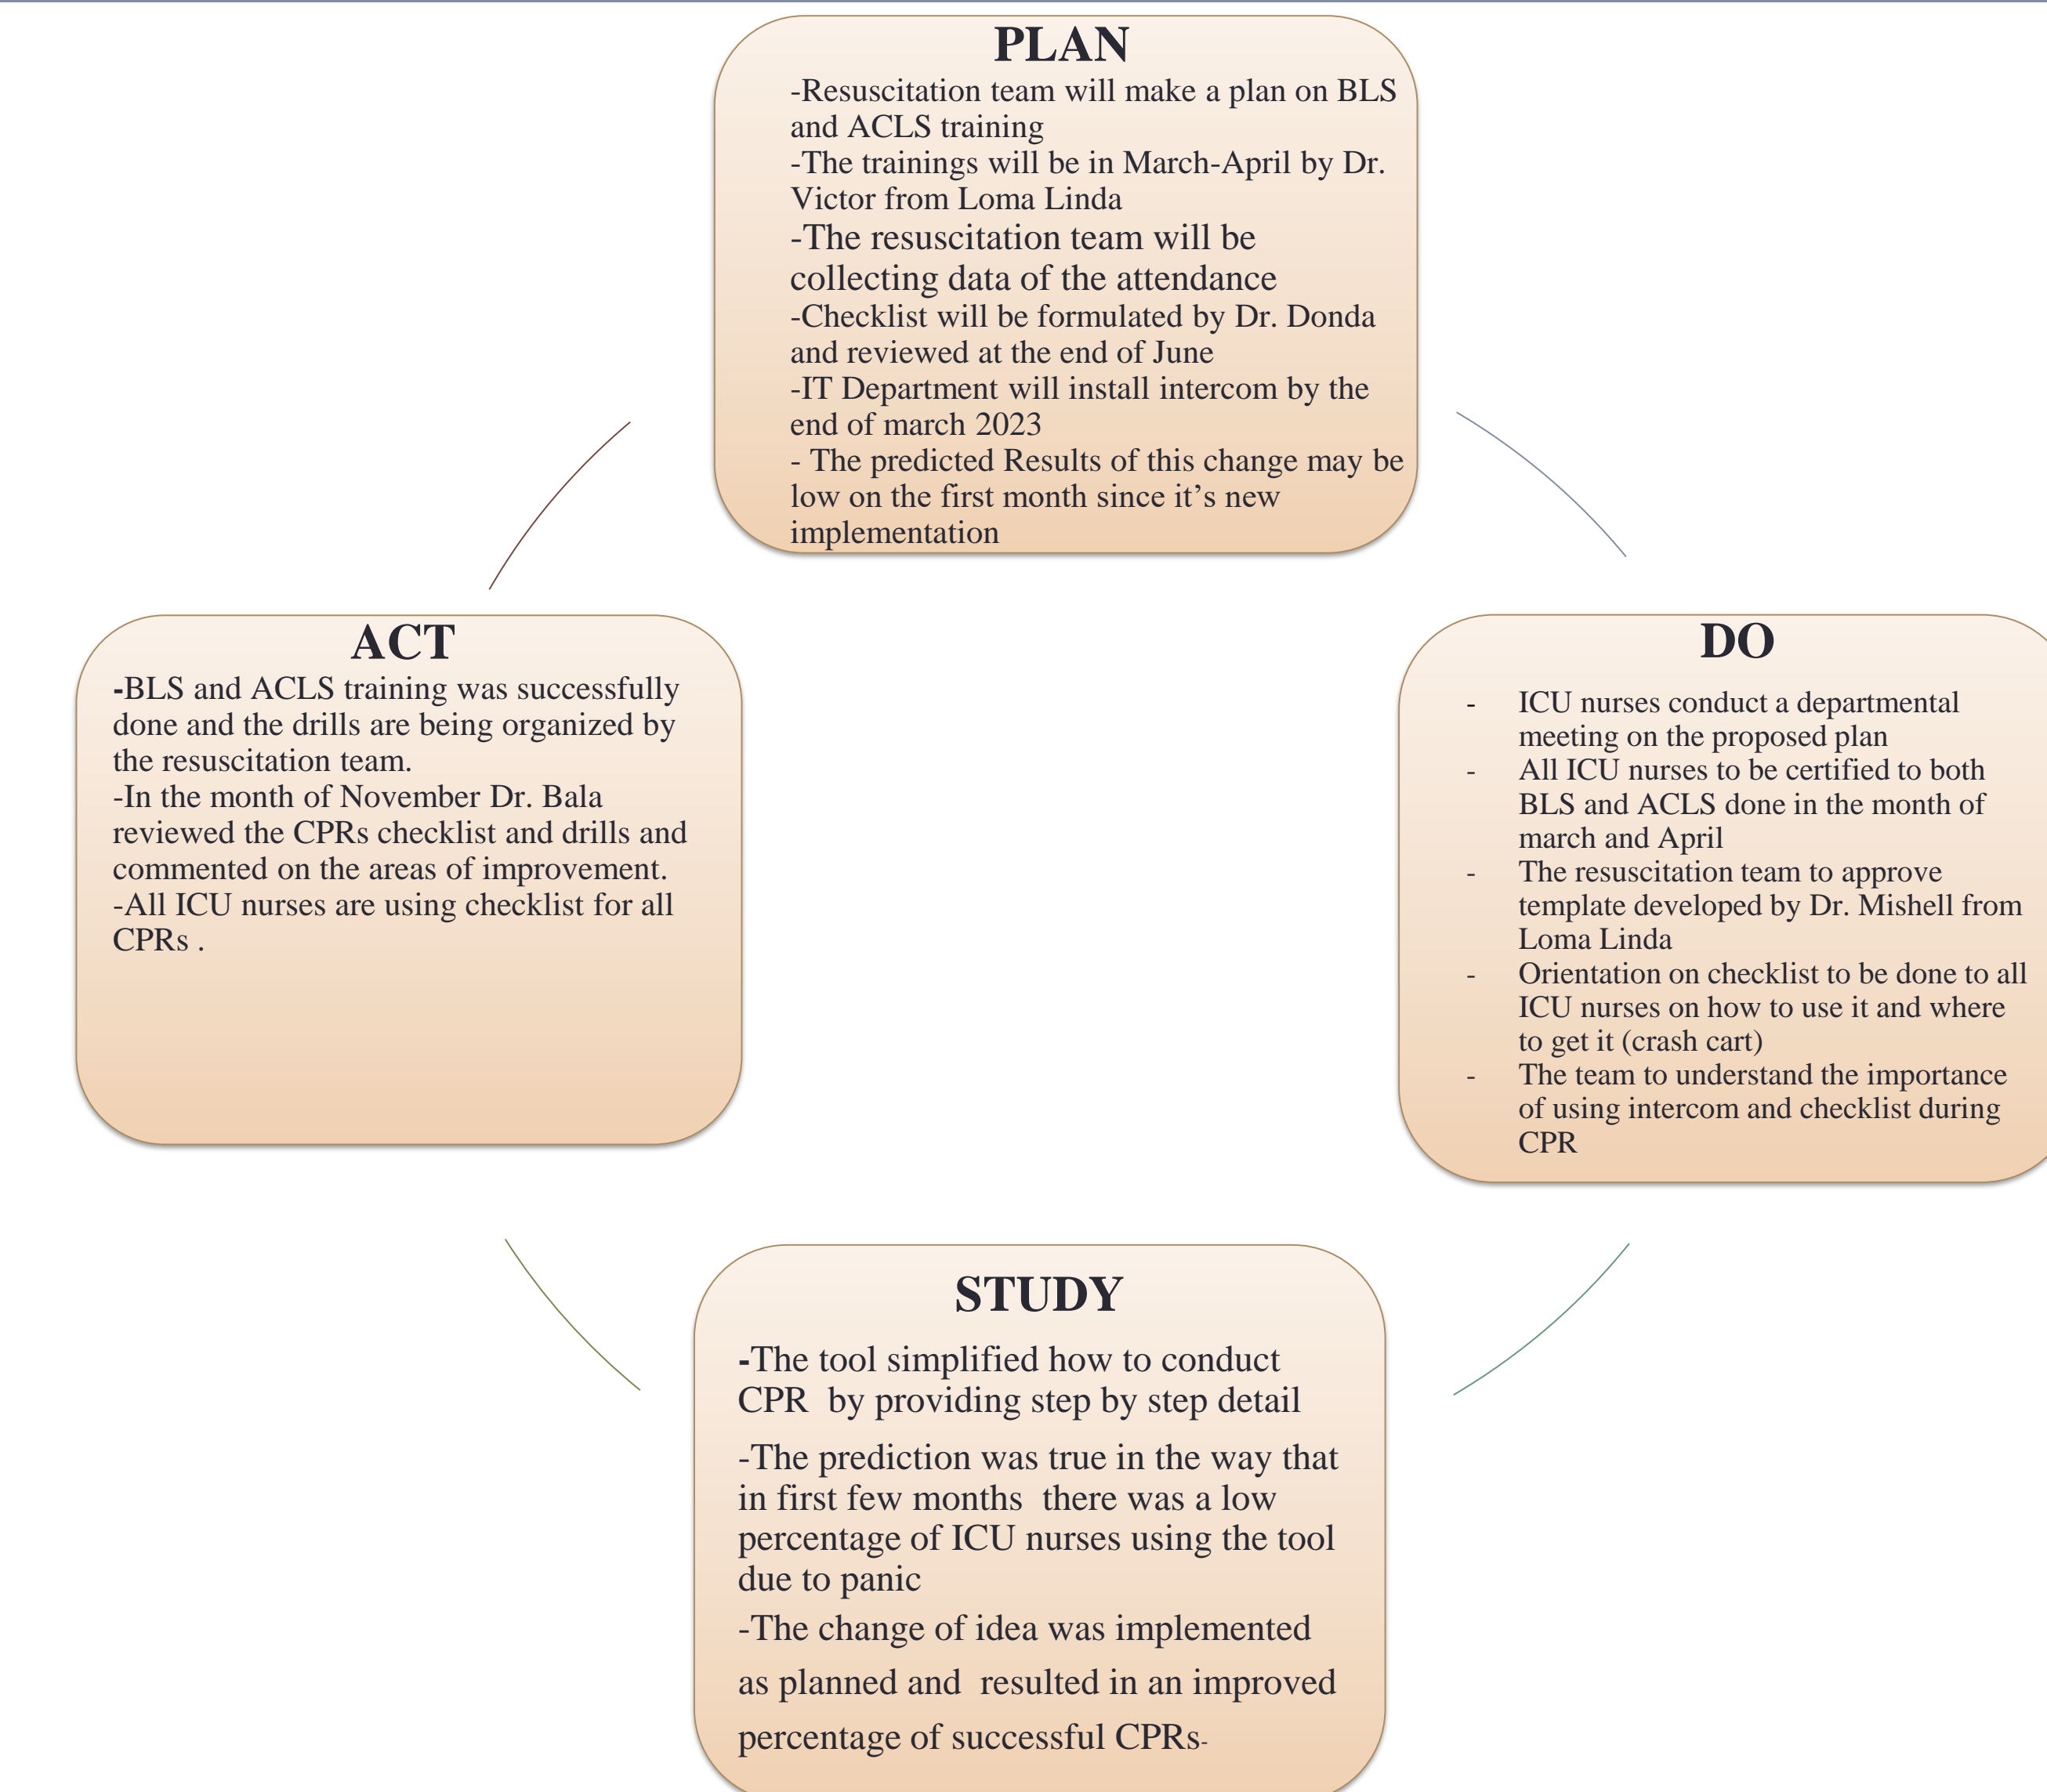 PLAN
-Resuscitation team will make a plan on BLS
and ACLS training
-The trainings will be in March-April by Dr.
Victor from Loma Linda
-The resuscitation team will be
collecting data of the attendance
-Checklist will be formulated by Dr. Donda
and reviewed at the end of June
-IT Department will install intercom by the
end of march 2023
- The predicted Results of this change may be
low on the first month since it’s new
implementation
DO
- ICU nurses conduct a departmental
meeting on the proposed plan
- All ICU nurses to be certified to both
BLS and ACLS done in the month of
march and April
- The resuscitation team to approve
template developed by Dr. Mishell from
Loma Linda
- Orientation on checklist to be done to all
ICU nurses on how to use it and where
to get it (crash cart)
- The team to understand the importance
of using intercom and checklist during
CPR
STUDY
-The tool simplified how to conduct
CPR  by providing step by step detail
-The prediction was true in the way that
in first few months  there was a low
percentage of ICU nurses using the tool
due to panic
-The change of idea was implemented
as planned and  resulted in an improved
percentage of successful CPRs-
ACT
-BLS and ACLS training was successfully
done and the drills are being organized by
the resuscitation team.
-In the month of November Dr. Bala
reviewed the CPRs checklist and drills and
commented on the areas of improvement.
-All ICU nurses are using checklist for all
CPRs .